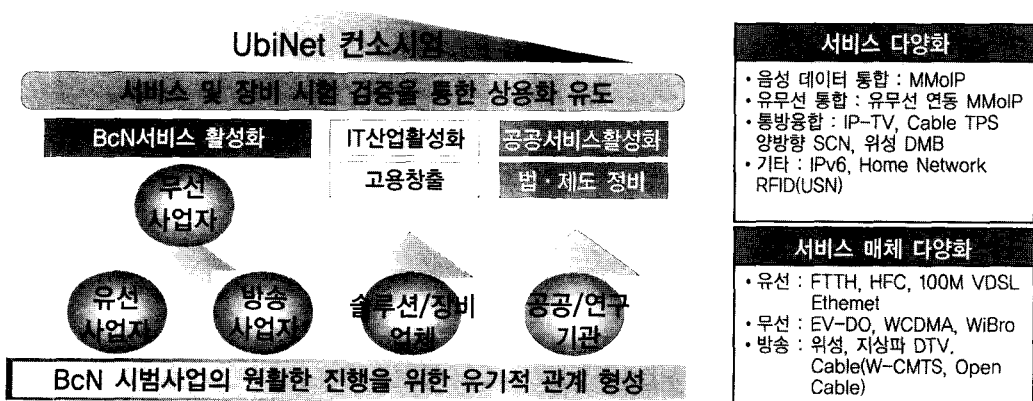 UbiNet 컨소시엄
서비스 및 장비 시험 검증을 통한 상용화 유도
BcN서비스 활성화
IT산업활성화
고용창출
공공서비스활성화
법·제도 정비
무선
사업자
유선
사업자
방송
사업자
솔루션/장비
업체
공공/연구
기관
BcN 시범사업의 원활한 진행을 위한 유기적 관계 형성
서비스 다양화
• 음성 데이터 통합 : MMoIP
• 유무선 통합 : 유무선 연동 MMoIP
• 통방융합 : IP-TV, Cable TPS
양방향 SCN, 위성 DMB
• 기타 : IPv6, Home Network
RFID(USN)
서비스 매체 다양화
• 유선 : FTTH, HFC, 100M VDSL
Ethernet
• 무선 : EV-DO, WCDMA, WiBro
• 방송 : 위성, 지상파 DTV,
Cable(W-CMTS, Open
Cable)